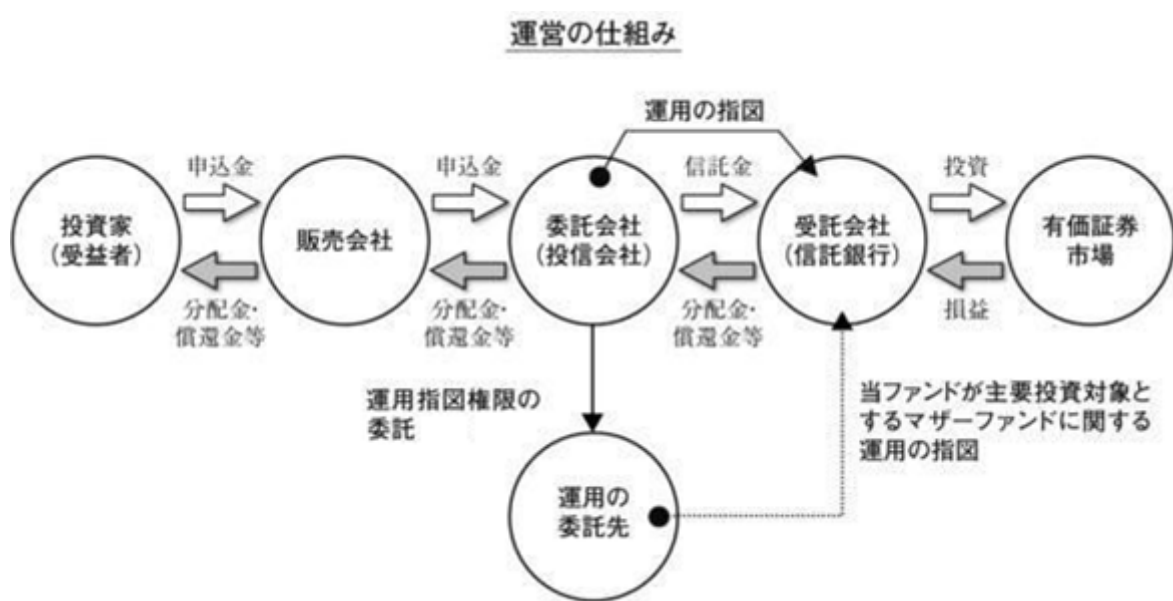 運営の仕組み
運用の指図
申込金
申込金
信託金
投資
投資家
(受益者)
販売会社
委託会社
(投信会社)
受託会社
(信託銀行)
有価証券
市場
分配金・
償還金等
分配金・
償還金等
分配金・
償還金等
損益
運用指図権限の
委託
当ファンドが主要投資対象と
するマザーファンドに関する
運用の指図
運用の
委託先